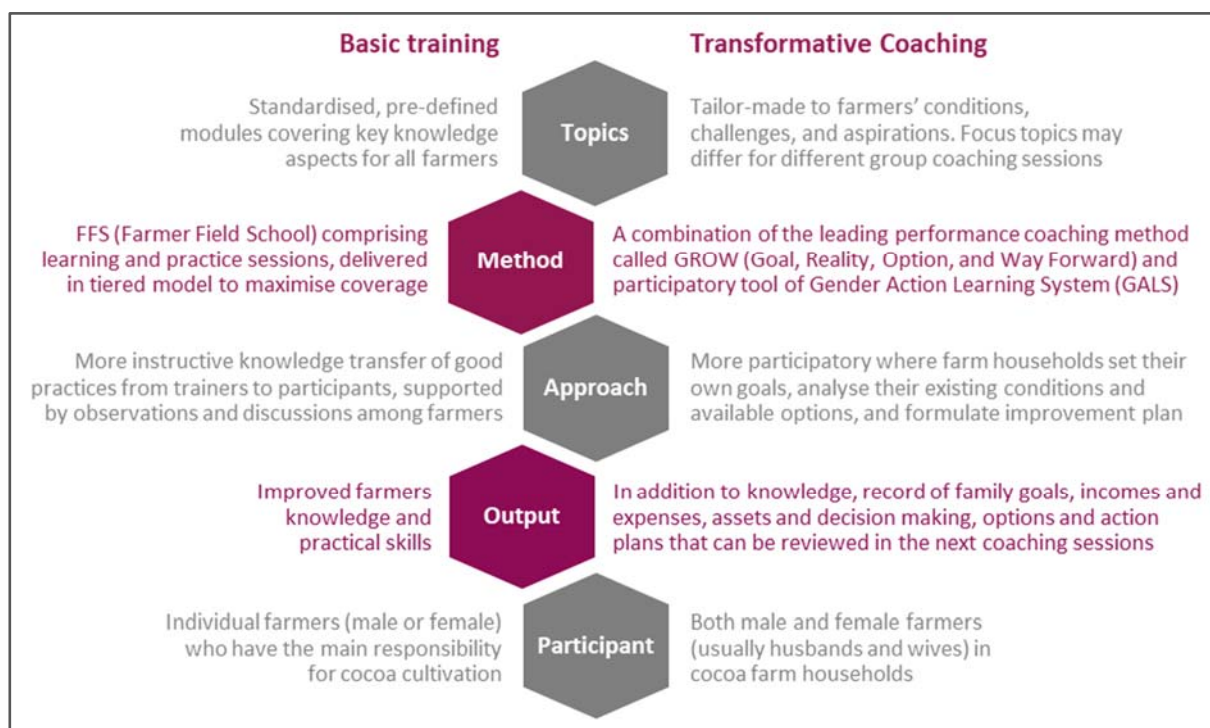 Basic training
Transformative Coaching
Standardised, pre-defined
modules covering key knowledge
aspects for all farmers
Topics
Tailor-made to farmers' conditions,
challenges, and aspirations. Focus topics may
differ for different group coaching sessions
FFS (Farmer Field School) comprising
learning and practice sessions, delivered
in tiered model to maximise coverage
Method
A combination of the leading performance coaching method
called GROW (Goal, Reality, Option, and Way Forward) and
participatory tool of Gender Action Learning System (GALS)
More instructive knowledge transfer of good
practices from trainers to participants, supported
by observations and discussions among farmers
Approach
More participatory where farm households set their
own goals, analyse their existing conditions and
available options, and formulate improvement plan
Improved farmers
knowledge and
practical skills
Output
In addition to knowledge, record of family goals, incomes and
expenses, assets and decision making, options and action
plans that can be reviewed in the next coaching sessions
Individual farmers (male or female)
who have the main responsibility
for cocoa cultivation
Participant
Both male and female farmers
(usually husbands and wives) in
cocoa farm households